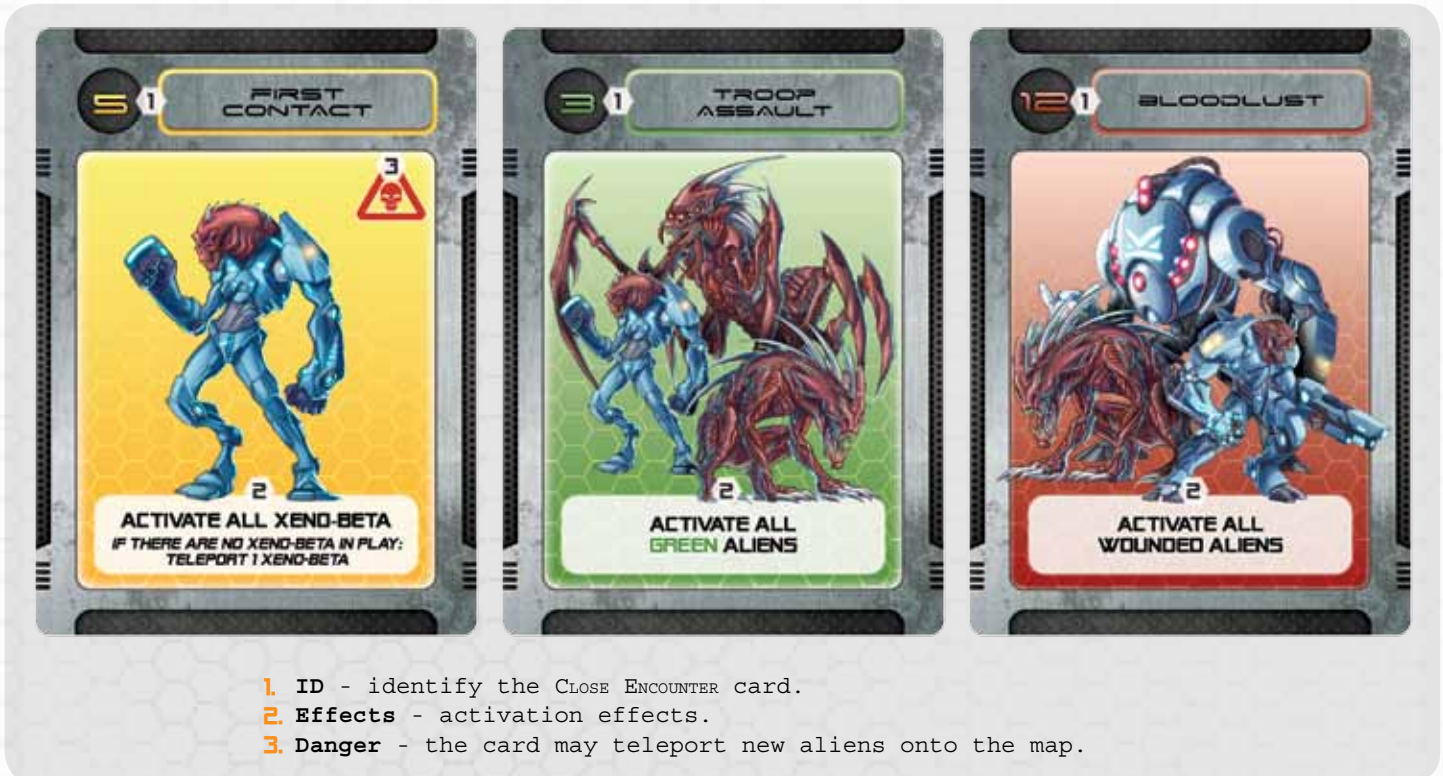 5 1 FIRST
CONTACT
3
2
ACTIVATE ALL XENO-BETA
IF THERE ARE NO XENO-BETA IN PLAY:
TELEPORT 1 XENO-BETA
3 1 TROOP
ASSAULT
2
ACTIVATE ALL
GREEN ALIENS
12 1 BLOODLUST
2
ACTIVATE ALL
WOUNDED ALIENS
1. ID - identify the CLOSE ENCOUNTER card.
2. Effects - activation effects.
3. Danger - the card may teleport new aliens onto the map.